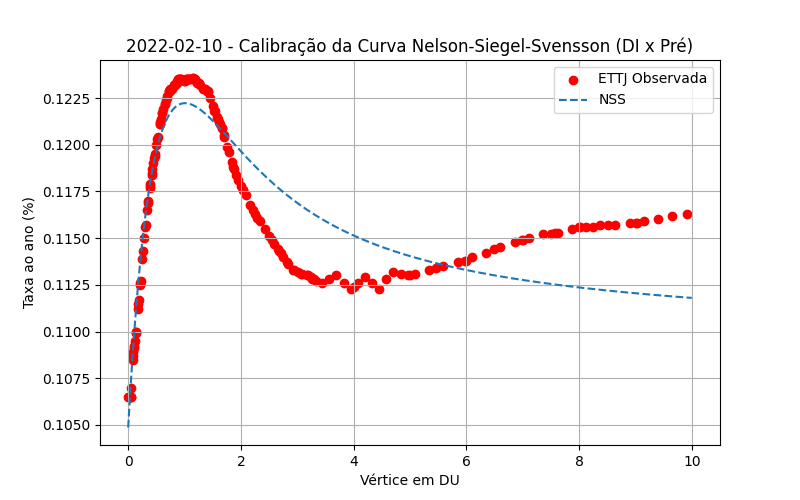 2022-02-10 - Calibração da Curva Nelson-Siegel-Svensson (DI x Pré)
ETTJ Observada
NSS
0.1225
0.1200
0.1175
0.1150
0.1125
0.1100
0.1075
0.1050
Taxa ao ano (%)
0 2 4 6 8 10
Vértice em DU